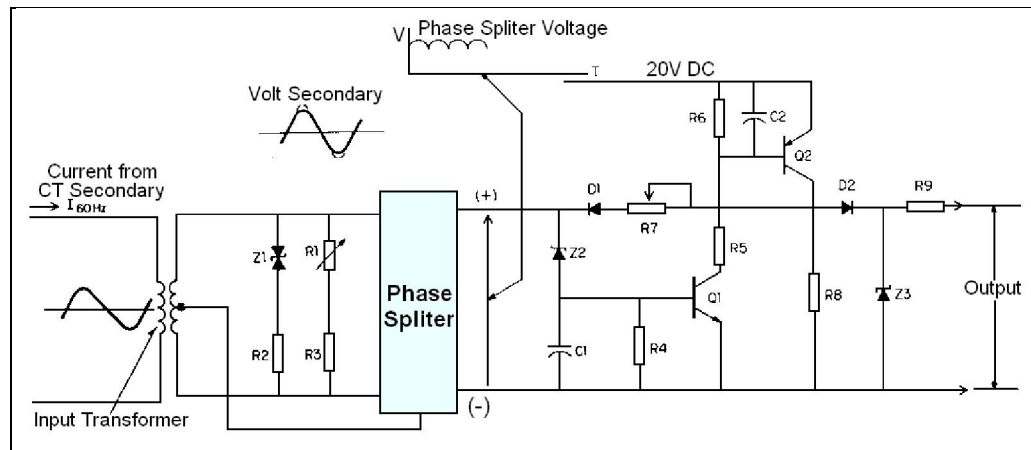 Phase Spliter Voltage
V
T
20V DC
Volt Secondary
R6
C2
Q2
Current from
CT Secondary
I 60Hz
(+)
D1
D2
R9
R7
Z1
R1
Z2
R5
Phase
Spliter
Q1
R8
Z3
Output
R2
R3
C1
R4
(-)
Input Transformer